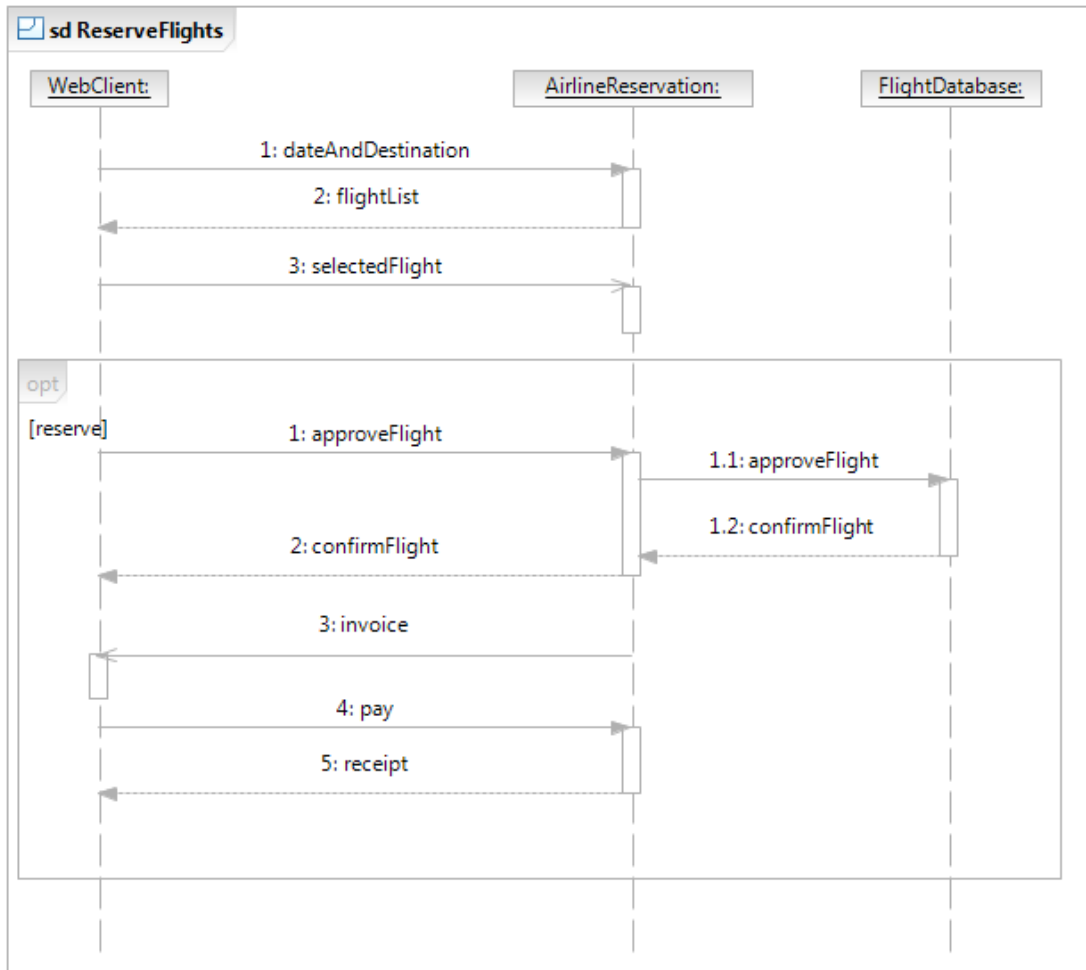 sd ReserveFlights
WebClient:
AirlineReservation:
FlightDatabase:
1: dateAndDestination
2: flightList
3: selectedFlight
opt
[reserve]
1: approveFlight
1.1: approveFlight
1.2: confirmFlight
2: confirmFlight
3: invoice
4: pay
5: receipt